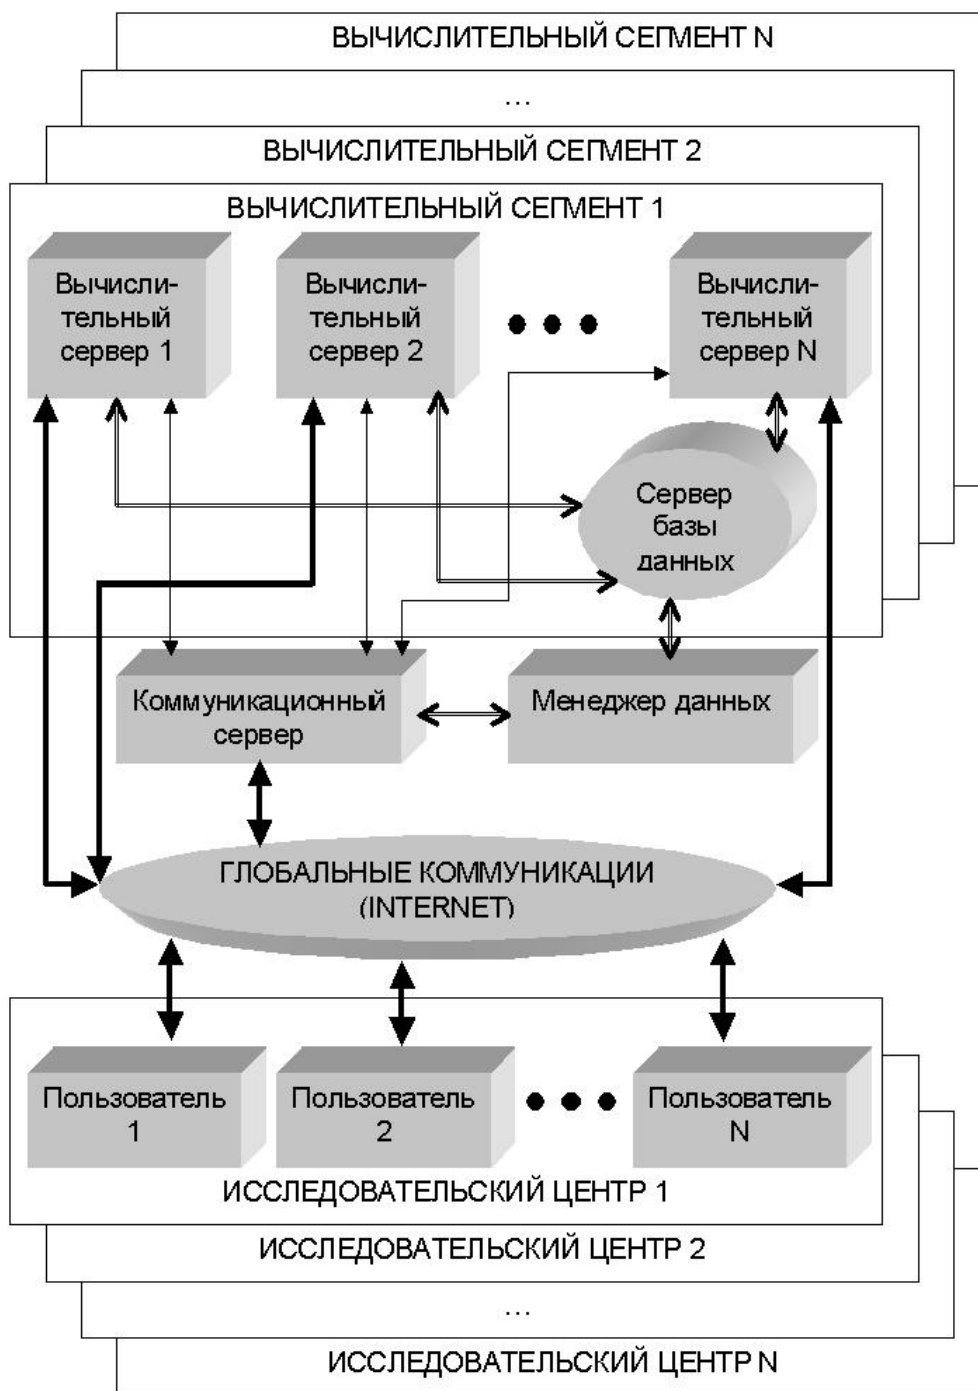 ВЫЧИСЛИТЕЛЬНЫЙ СЕГМЕНТ N
...
ВЫЧИСЛИТЕЛЬНЫЙ СЕГМЕНТ 2
ВЫЧИСЛИТЕЛЬНЫЙ СЕГМЕНТ 1
Вычисли-
тельный
сервер 1
Вычисли-
тельный
сервер 2
Вычисли-
тельный
сервер N
Сервер
базы
данных
Коммуникационный
сервер
Менеджер данных
ГЛОБАЛЬНЫЕ КОММУНИКАЦИИ
(INTERNET)
Пользователь
1
Пользователь
2
Пользователь
N
ИССЛЕДОВАТЕЛЬСКИЙ ЦЕНТР 1
ИССЛЕДОВАТЕЛЬСКИЙ ЦЕНТР 2
...
ИССЛЕДОВАТЕЛЬСКИЙ ЦЕНТР N